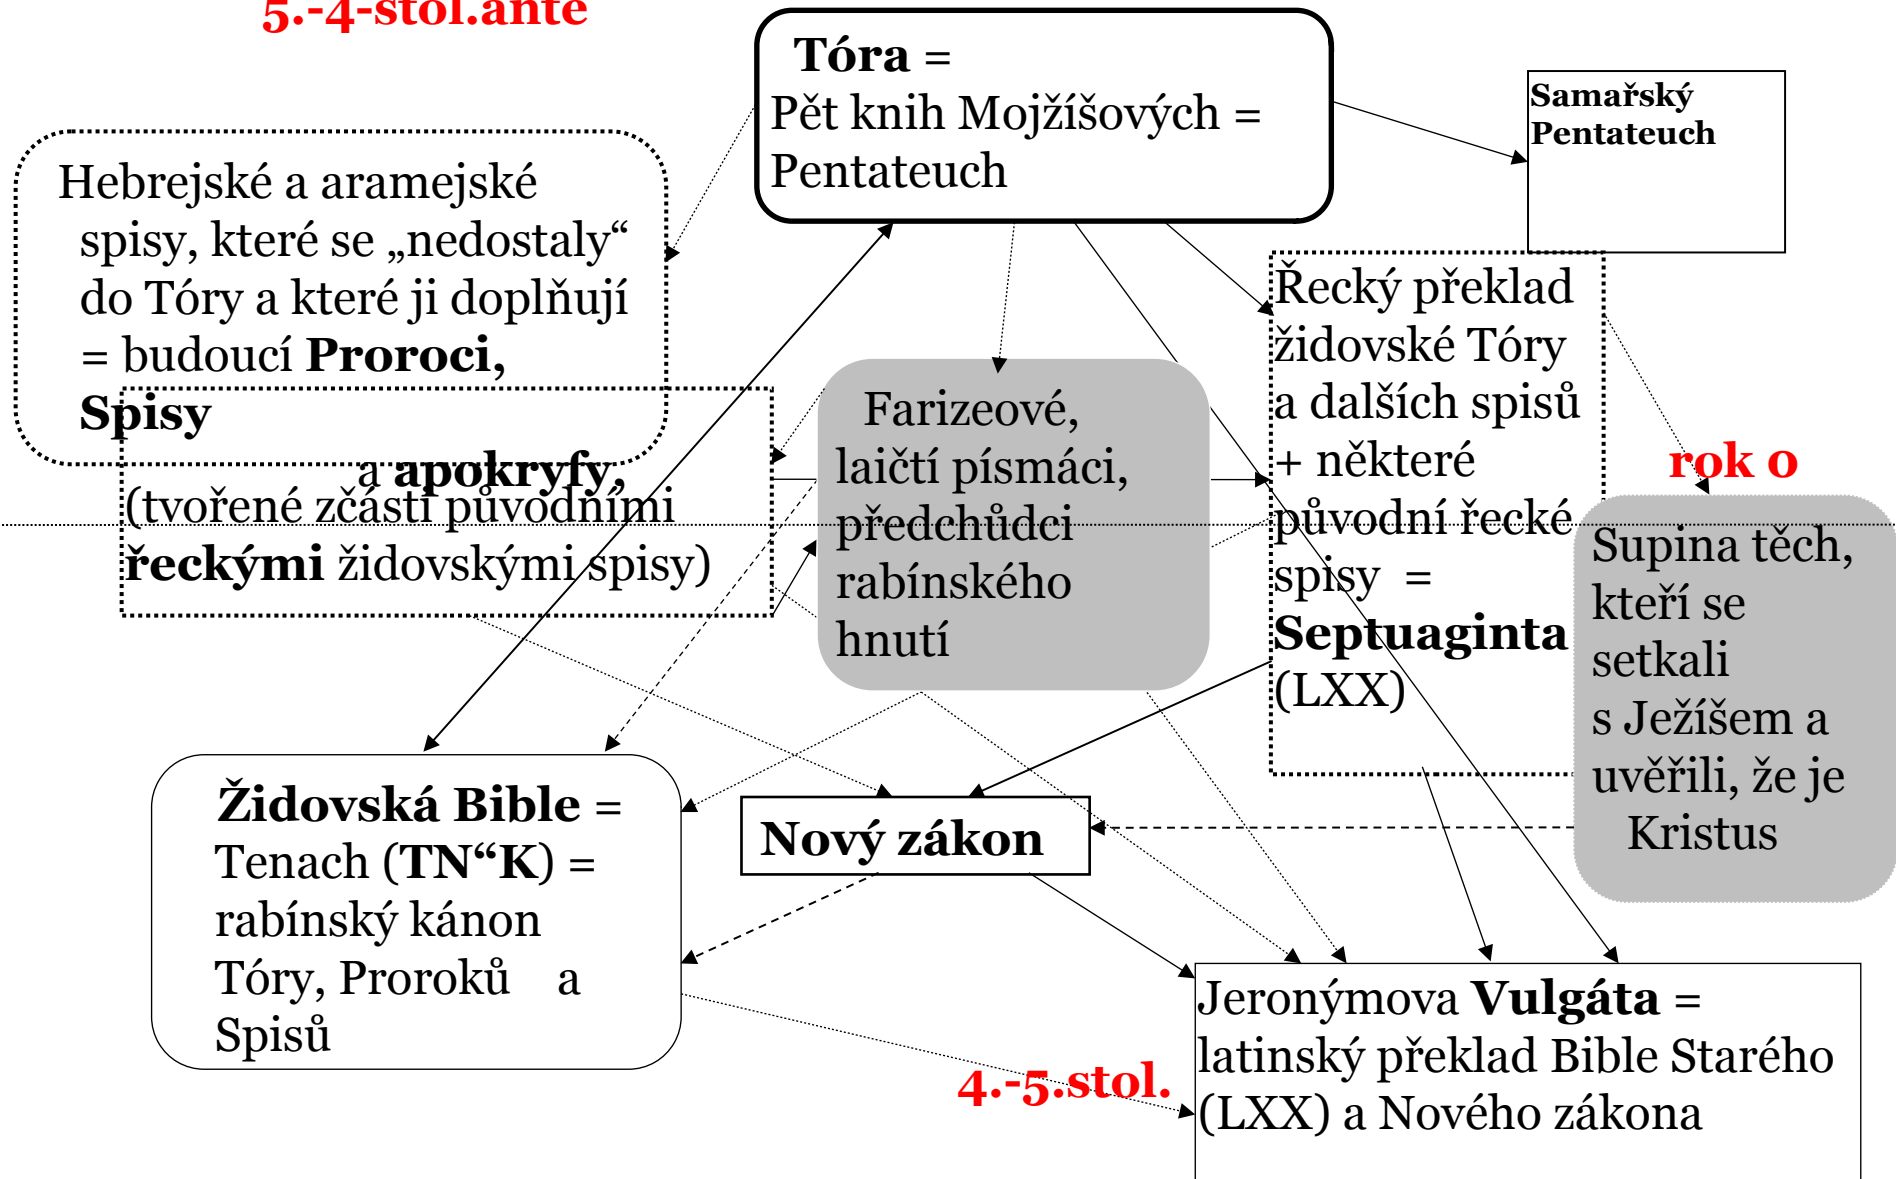 5.-4-stol.ante
Tóra =
Pět knih Mojžíšových =
Pentateuch
Samařský
Pentateuch
Hebrejské a aramejské
spisy, které se „nedostaly“
do Tóry a které ji doplňují
= budoucí Proroci,
Spisy
a apokryfy,
(tvořené zčásti původními
řeckými židovskými spisy)
Farizeové,
laičtí písmáci,
předchůdci
rabínského
hnutí
Řecký překlad
židovské Tóry
a dalších spisů
+ některé
původní řecké
spisy =
Septuaginta
(LXX)
rok 0
Supina těch,
kteří se
setkali
s Ježíšem a
uvěřili, že je
Kristus
Židovská Bible =
Tenach (TN“K) =
rabínský kánon
Tóry, Proroků a
Spisů
Nový zákon
4.-5.stol.
Jeronýmova Vulgáta =
latinský překlad Bible Starého
(LXX) a Nového zákona